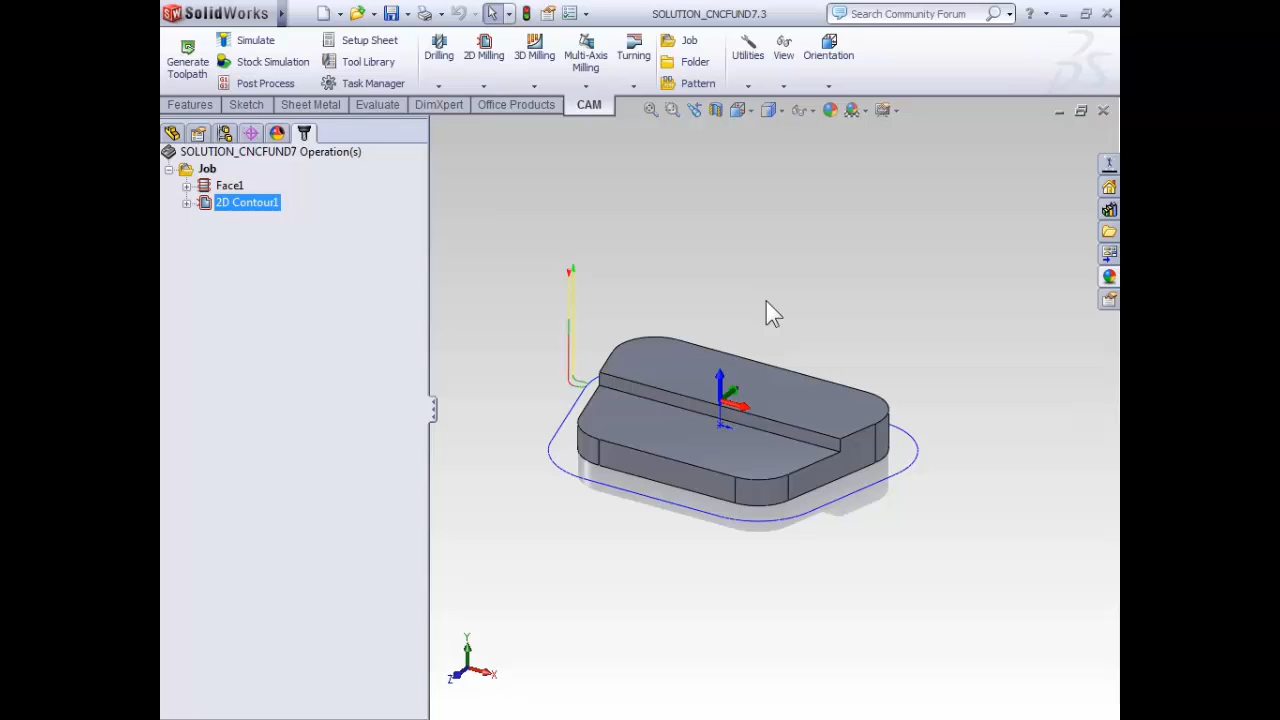 SolidWorks
SOLUTION_CNCFUND7.3
Search Community Forum
?
Generate Toolpath
Simulate
Stock Simulation
Post Process
Setup Sheet
Tool Library
Task Manager
Drilling
2D Milling
3D Milling
Multi-Axis Milling
Turning
Job
Folder
Pattern
Utilities
View
Orientation
Features
Sketch
Sheet Metal
Evaluate
DimXpert
Office Products
CAM
SOLUTION_CNCFUND7 Operation(s)
Job
Face1
2D Contour1
Y
Z
X